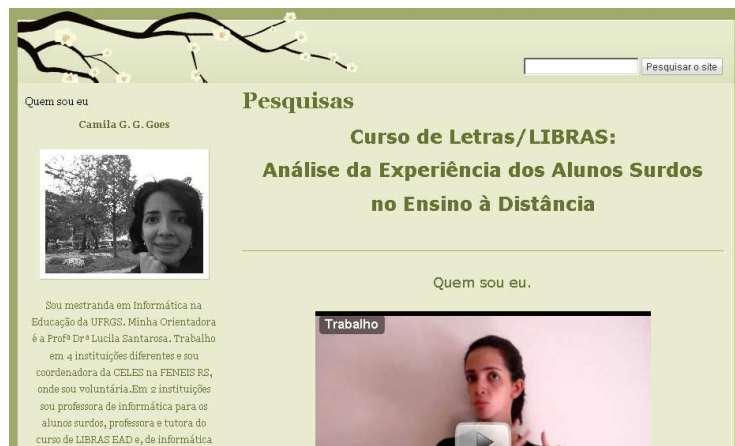 Pesquisar o site
Quem sou eu
Camila G. G. Goes
Sou mestranda em Informática na
Educação da UFRGS. Minha Orientadora
é a Profª Drª Lucila Santarosa. Trabalho
em 4 instituições diferentes e sou
coordenadora da CELES na FENEIS RS,
onde sou voluntária.Em 2 instituições
sou professora de informática para os
alunos surdos, professora e tutora do
curso de LIBRAS EAD e, de informática
Pesquisas
Curso de Letras/LIBRAS:
Análise da Experiência dos Alunos Surdos
no Ensino à Distância
Quem sou eu.
Trabalho